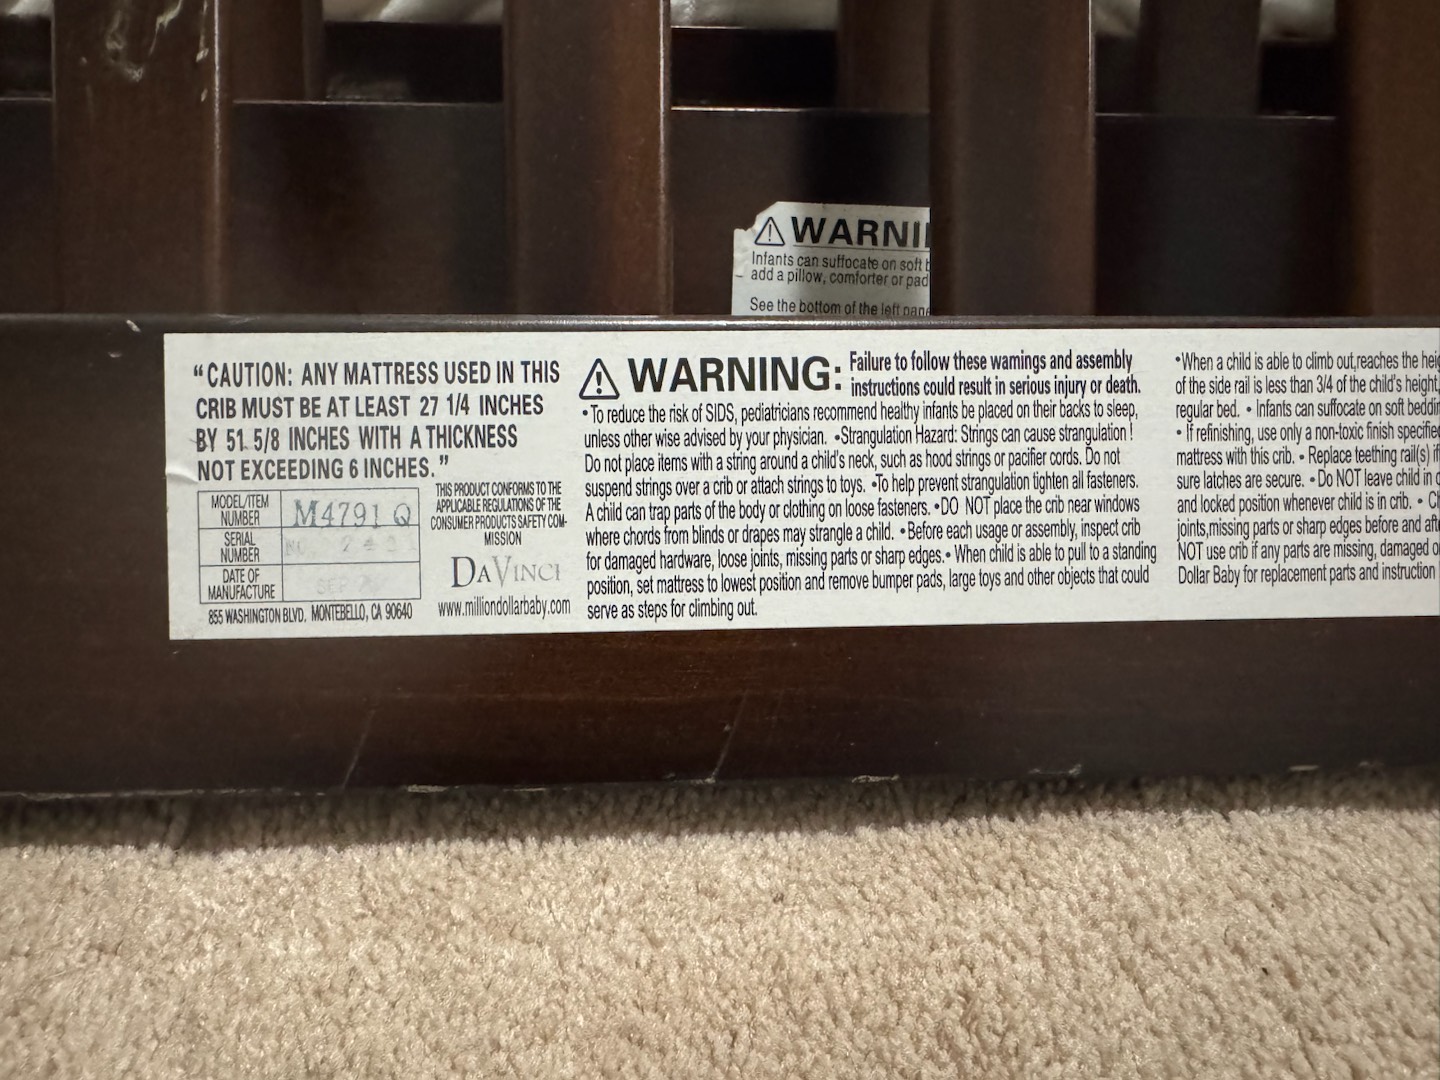 WARNI
Infants can suffocate on soft b
add a pillow, comforter or pad
See the bottom of the left pane
“CAUTION: ANY MATTRESS USED IN THIS
CRIB MUST BE AT LEAST 27 1/4 INCHES
BY 51 5/8 INCHES WITH A THICKNESS
NOT EXCEEDING 6 INCHES.”
MODEL/ITEM NUMBER M4791 Q
SERIAL NUMBER
DATE OF MANUFACTURE SEP
855 WASHINGTON BLVD. MONTEBELLO, CA 90640
THIS PRODUCT CONFORMS TO THE
APPLICABLE REGULATIONS OF THE
CONSUMER PRODUCTS SAFETY COM-
MISSION
DAVINCI
www.milliondollarbaby.com
WARNING: Failure to follow these warnings and assembly
instructions could result in serious injury or death.
•To reduce the risk of SIDS, pediatricians recommend healthy infants be placed on their backs to sleep,
unless other wise advised by your physician. •Strangulation Hazard: Strings can cause strangulation !
Do not place items with a string around a child's neck, such as hood strings or pacifier cords. Do not
suspend strings over a crib or attach strings to toys. •To help prevent strangulation tighten all fasteners.
A child can trap parts of the body or clothing on loose fasteners. •DO NOT place the crib near windows
where chords from blinds or drapes may strangle a child. •Before each usage or assembly, inspect crib
for damaged hardware, loose joints, missing parts or sharp edges.• When child is able to pull to a standing
position, set mattress to lowest position and remove bumper pads, large toys and other objects that could
serve as steps for climbing out.
•When a child is able to climb out,reaches the heig
of the side rail is less than 3/4 of the child's height,
regular bed. • Infants can suffocate on soft beddin
• If refinishing, use only a non-toxic finish specified
mattress with this crib. • Replace teething rail(s) if
sure latches are secure. •Do NOT leave child in c
and locked position whenever child is in crib. • Ch
joints,missing parts or sharp edges before and afte
NOT use crib if any parts are missing, damaged o
Dollar Baby for replacement parts and instruction